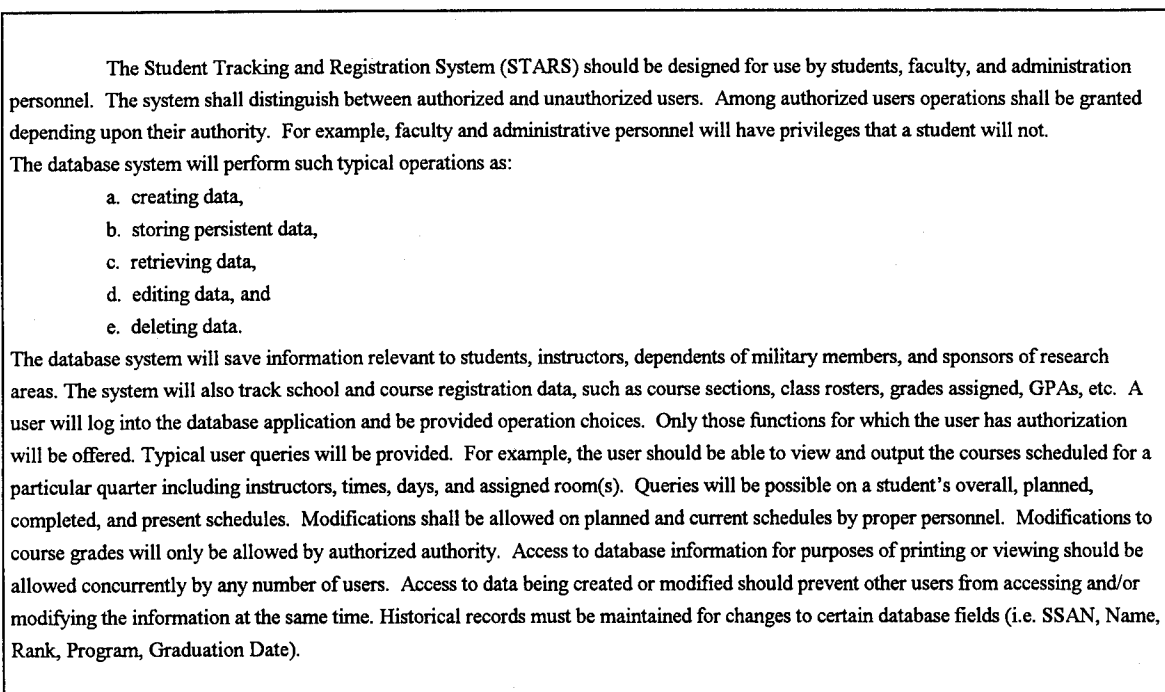 The Student Tracking and Registration System (STARS) should be designed for use by students, faculty, and administration
personnel. The system shall distinguish between authorized and unauthorized users. Among authorized users operations shall be granted
depending upon their authority. For example, faculty and administrative personnel will have privileges that a student will not.
The database system will perform such typical operations as:
a. creating data,
b. storing persistent data,
c. retrieving data,
d. editing data, and
e. deleting data.
The database system will save information relevant to students, instructors, dependents of military members, and sponsors of research
areas. The system will also track school and course registration data, such as course sections, class rosters, grades assigned, GPAs, etc. A
user will log into the database application and be provided operation choices. Only those functions for which the user has authorization
will be offered. Typical user queries will be provided. For example, the user should be able to view and output the courses scheduled for a
particular quarter including instructors, times, days, and assigned room(s). Queries will be possible on a student's overall, planned,
completed, and present schedules. Modifications shall be allowed on planned and current schedules by proper personnel. Modifications to
course grades will only be allowed by authorized authority. Access to database information for purposes of printing or viewing should be
allowed concurrently by any number of users. Access to data being created or modified should prevent other users from accessing and/or
modifying the information at the same time. Historical records must be maintained for changes to certain database fields (i.e. SSAN, Name,
Rank, Program, Graduation Date).